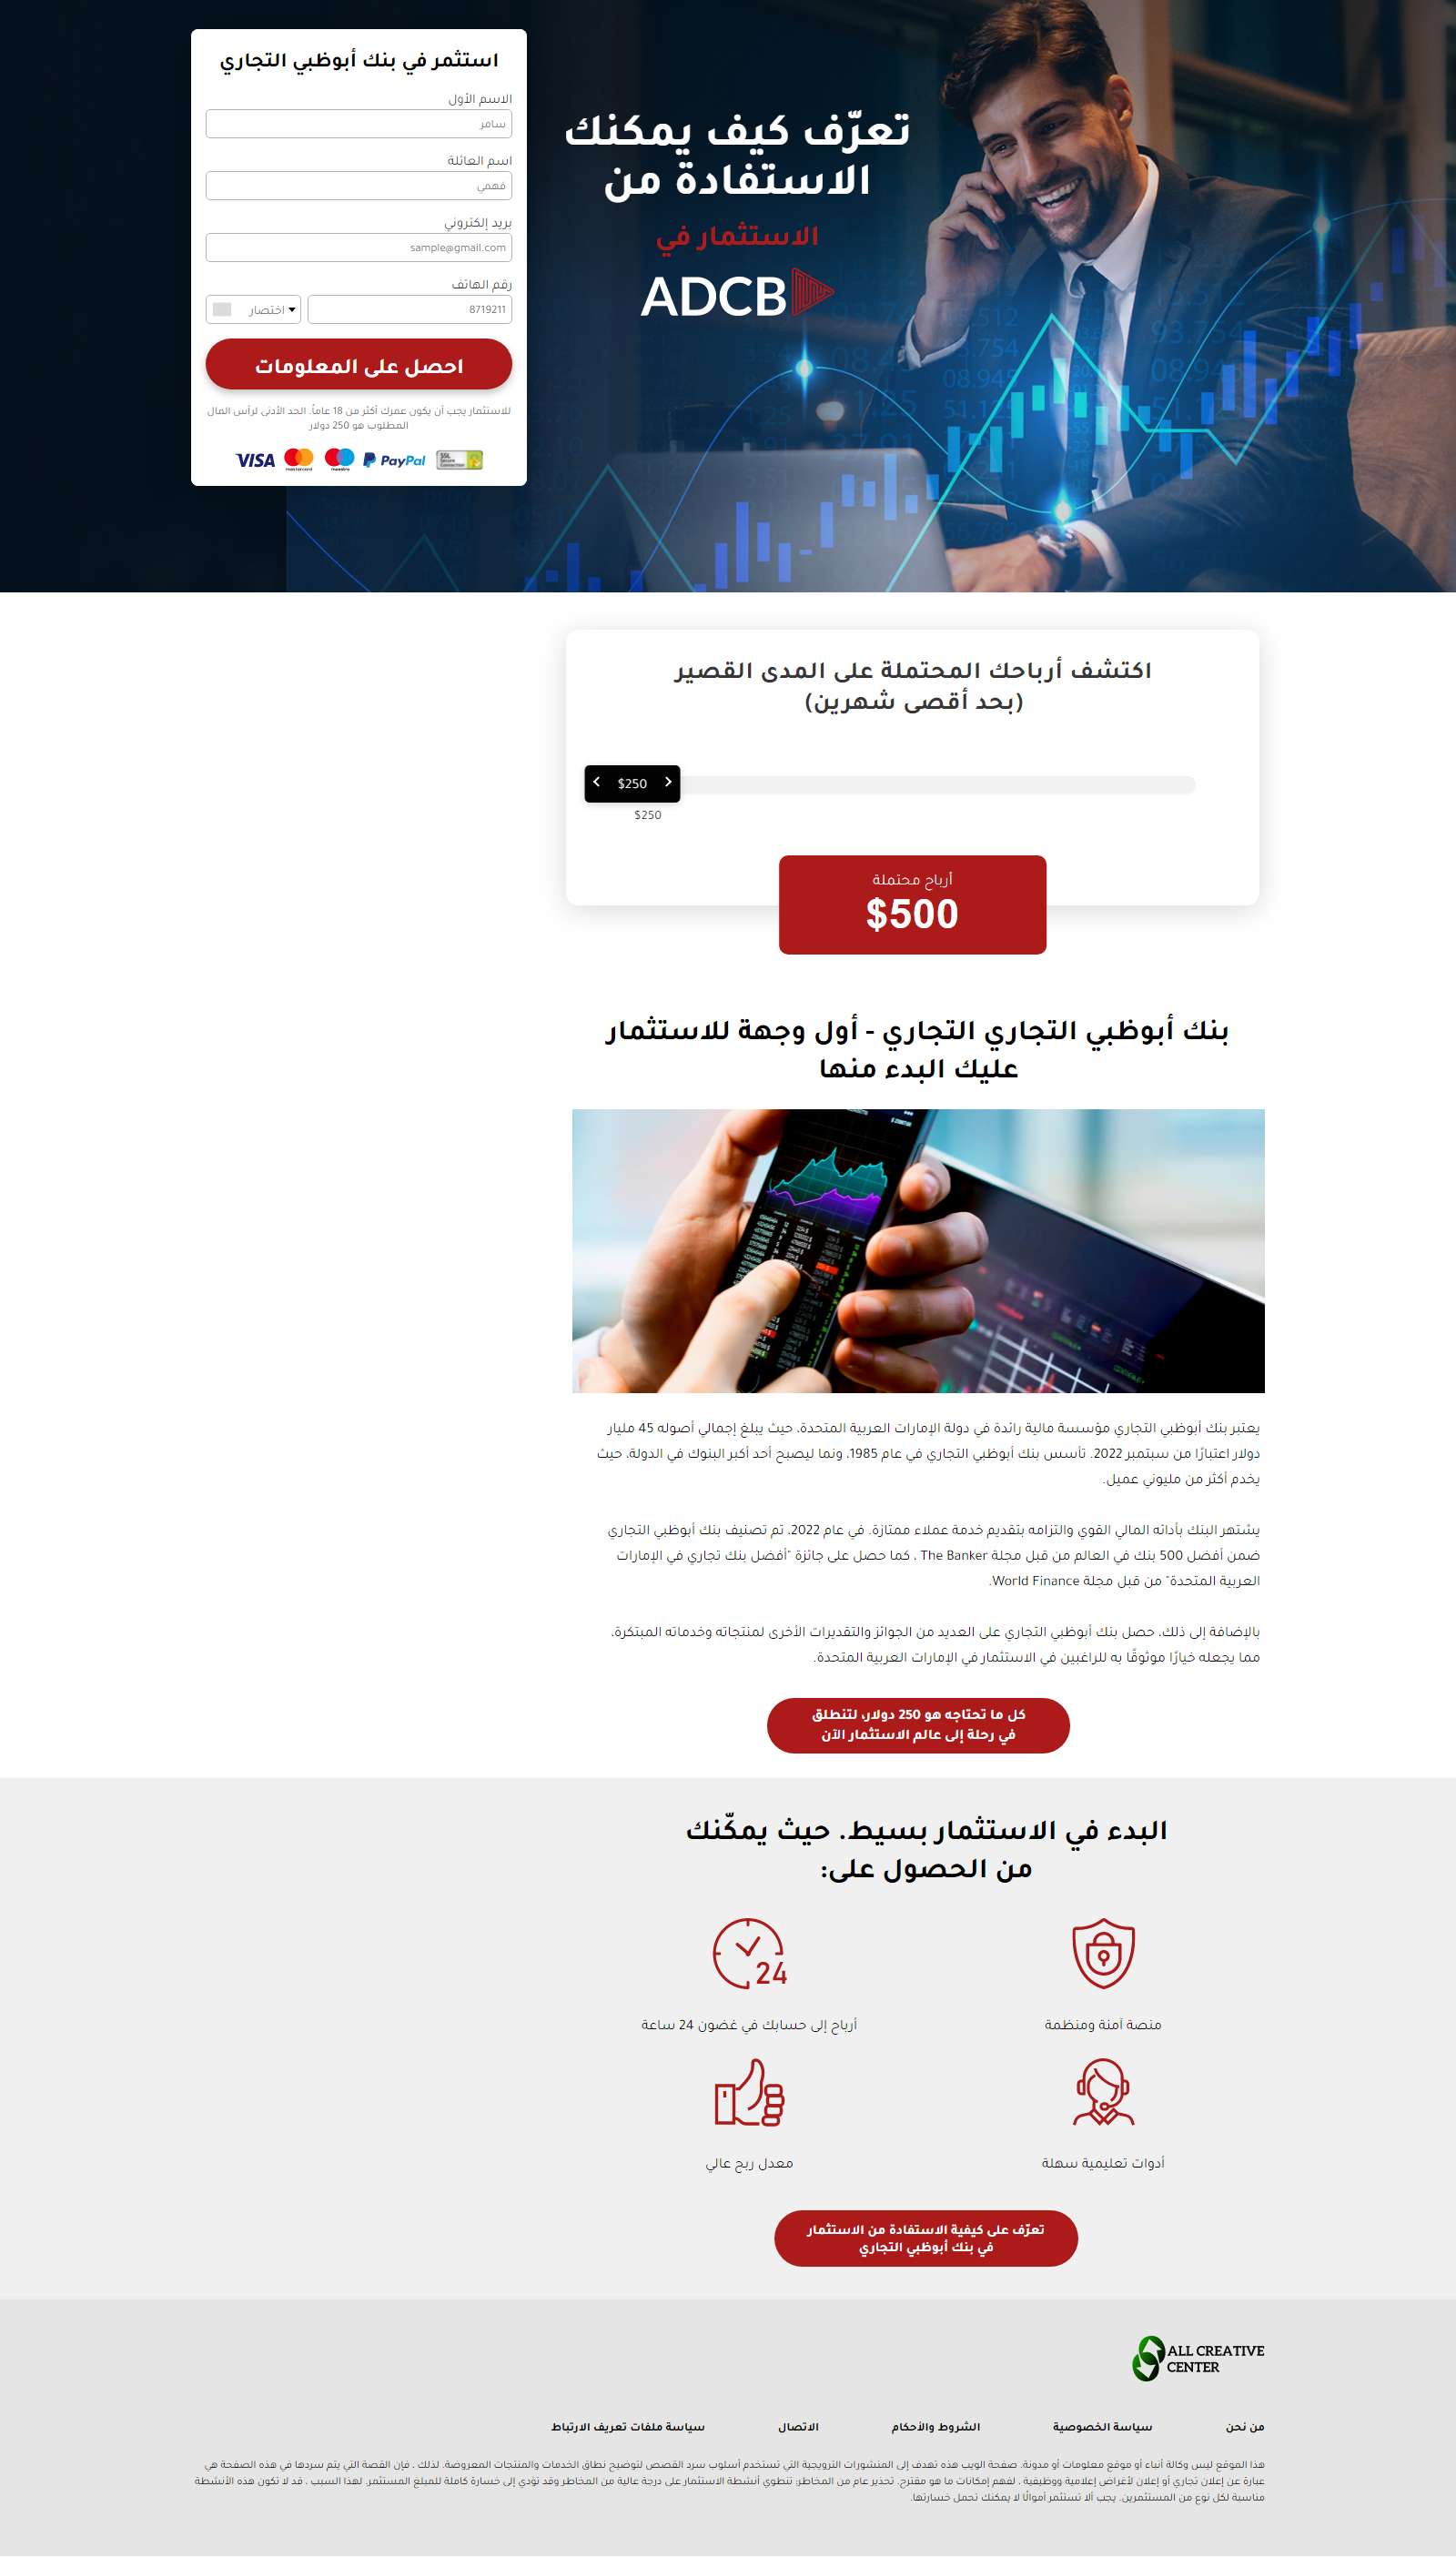 تعرّف كيف يمكنك
الاستفادة من
الاستثمار في
ADCB
استثمر في بنك أبوظبي التجاري
الاسم الأول
سامر
اسم العائلة
فهمي
بريد إلكتروني
sample@gmail.com
رقم الهاتف
8719211
اختصار
احصل على المعلومات
للاستثمار يجب أن يكون عمرك أكثر من 18 عاماً. الحد الأدنى لرأس المال
المطلوب هو 250 دولار
VISA
mastercard
maestro
PayPal
SSL Secure Connection
اكتشف أرباحك المحتملة على المدى القصير
(بحد أقصى شهرين)
$250
$250
أرباح محتملة
$500
بنك أبوظبي التجاري التجاري - أول وجهة للاستثمار
عليك البدء منها
يعتبر بنك أبوظبي التجاري مؤسسة مالية رائدة في دولة الإمارات العربية المتحدة، حيث يبلغ إجمالي أصوله 45 مليار
دولار اعتبارًا من سبتمبر 2022. تأسس بنك أبوظبي التجاري في عام 1985، ونما ليصبح أحد أكبر البنوك في الدولة، حيث
يخدم أكثر من مليوني عميل.
يشتهر البنك بأدائه المالي القوي والتزامه بتقديم خدمة عملاء ممتازة. في عام 2022، تم تصنيف بنك أبوظبي التجاري
ضمن أفضل 500 بنك في العالم من قبل مجلة The Banker ، كما حصل على جائزة "أفضل بنك تجاري في الإمارات
العربية المتحدة" من قبل مجلة World Finance.
بالإضافة إلى ذلك، حصل بنك أبوظبي التجاري على العديد من الجوائز والتقديرات الأخرى لمنتجاته وخدماته المبتكرة،
مما يجعله خيارًا موثوقًا به للراغبين في الاستثمار في الإمارات العربية المتحدة.
كل ما تحتاجه هو 250 دولار، لتنطلق
في رحلة إلى عالم الاستثمار الآن
البدء في الاستثمار بسيط. حيث يمكّنك
من الحصول على:
24
منصة آمنة ومنظمة
أرباح إلى حسابك في غضون 24 ساعة
أدوات تعليمية سهلة
معدل ربح عالي
تعرّف على كيفية الاستفادة من الاستثمار
في بنك أبوظبي التجاري
ALL CREATIVE
CENTER
من نحن
سياسة الخصوصية
الشروط والأحكام
الاتصال
سياسة ملفات تعريف الارتباط
هذا الموقع ليس وكالة أنباء أو موقع معلومات أو مدونة. صفحة الويب هذه تهدف إلى المنشورات الترويجية التي تستخدم أسلوب سرد القصص لتوضيح نطاق الخدمات والمنتجات المعروضة. لذلك ، فإن القصة التي يتم سردها في هذه الصفحة هي
عبارة عن إعلان تجاري أو إعلان لأغراض إعلامية ووظيفية ، لفهم إمكانات ما هو مقترح. تحذير عام من المخاطر: تنطوي أنشطة الاستثمار على درجة عالية من المخاطر وقد تؤدي إلى خسارة كاملة للمبلغ المستثمر. لهذا السبب ، قد لا تكون هذه الأنشطة
مناسبة لكل نوع من المستثمرين. يجب ألا تستثمر أموالًا لا يمكنك تحمل خسارتها.